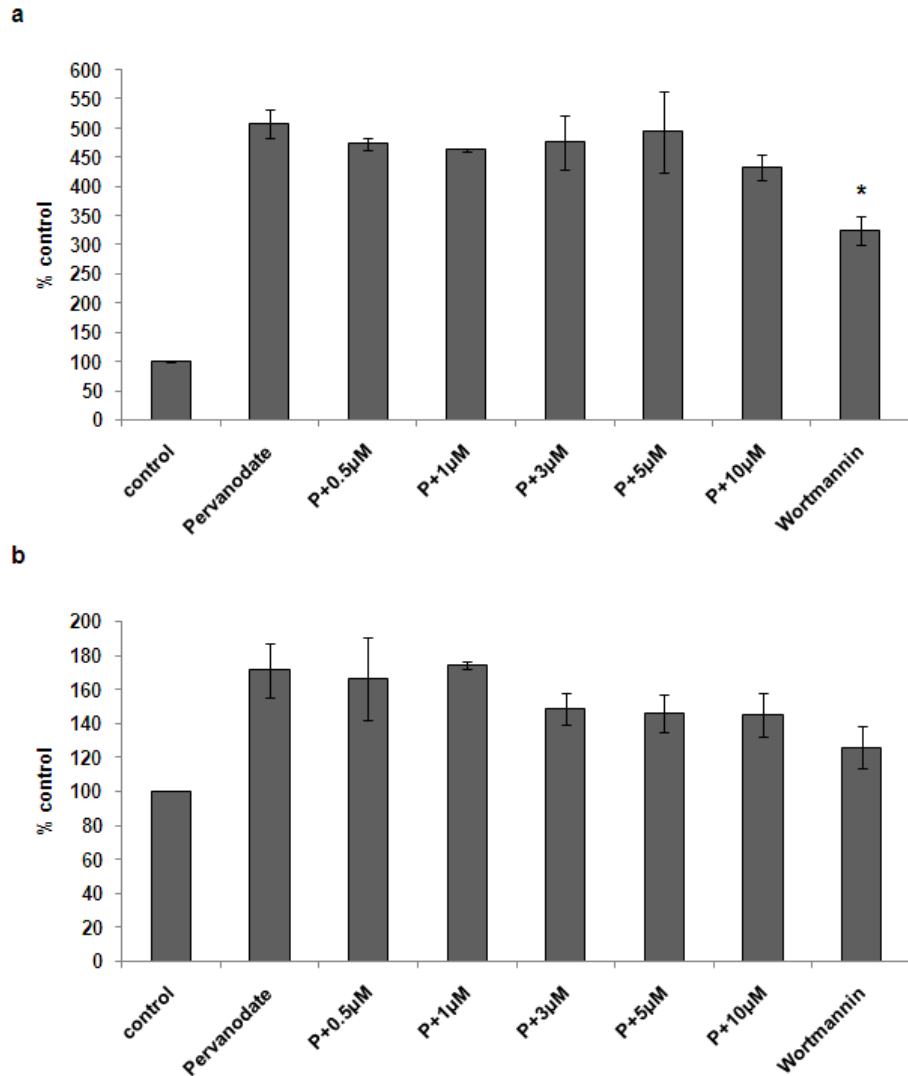 a
600
550
500
450
400
350
300
250
200
150
100
50
0
% control
*
control
Pervanodate
P+0.5µM
P+1µM
P+3µM
P+5µM
P+10µM
Wortmannin
b
200
180
160
140
120
100
80
60
40
20
0
% control
control
Pervanodate
P+0.5µM
P+1µM
P+3µM
P+5µM
P+10µM
Wortmannin